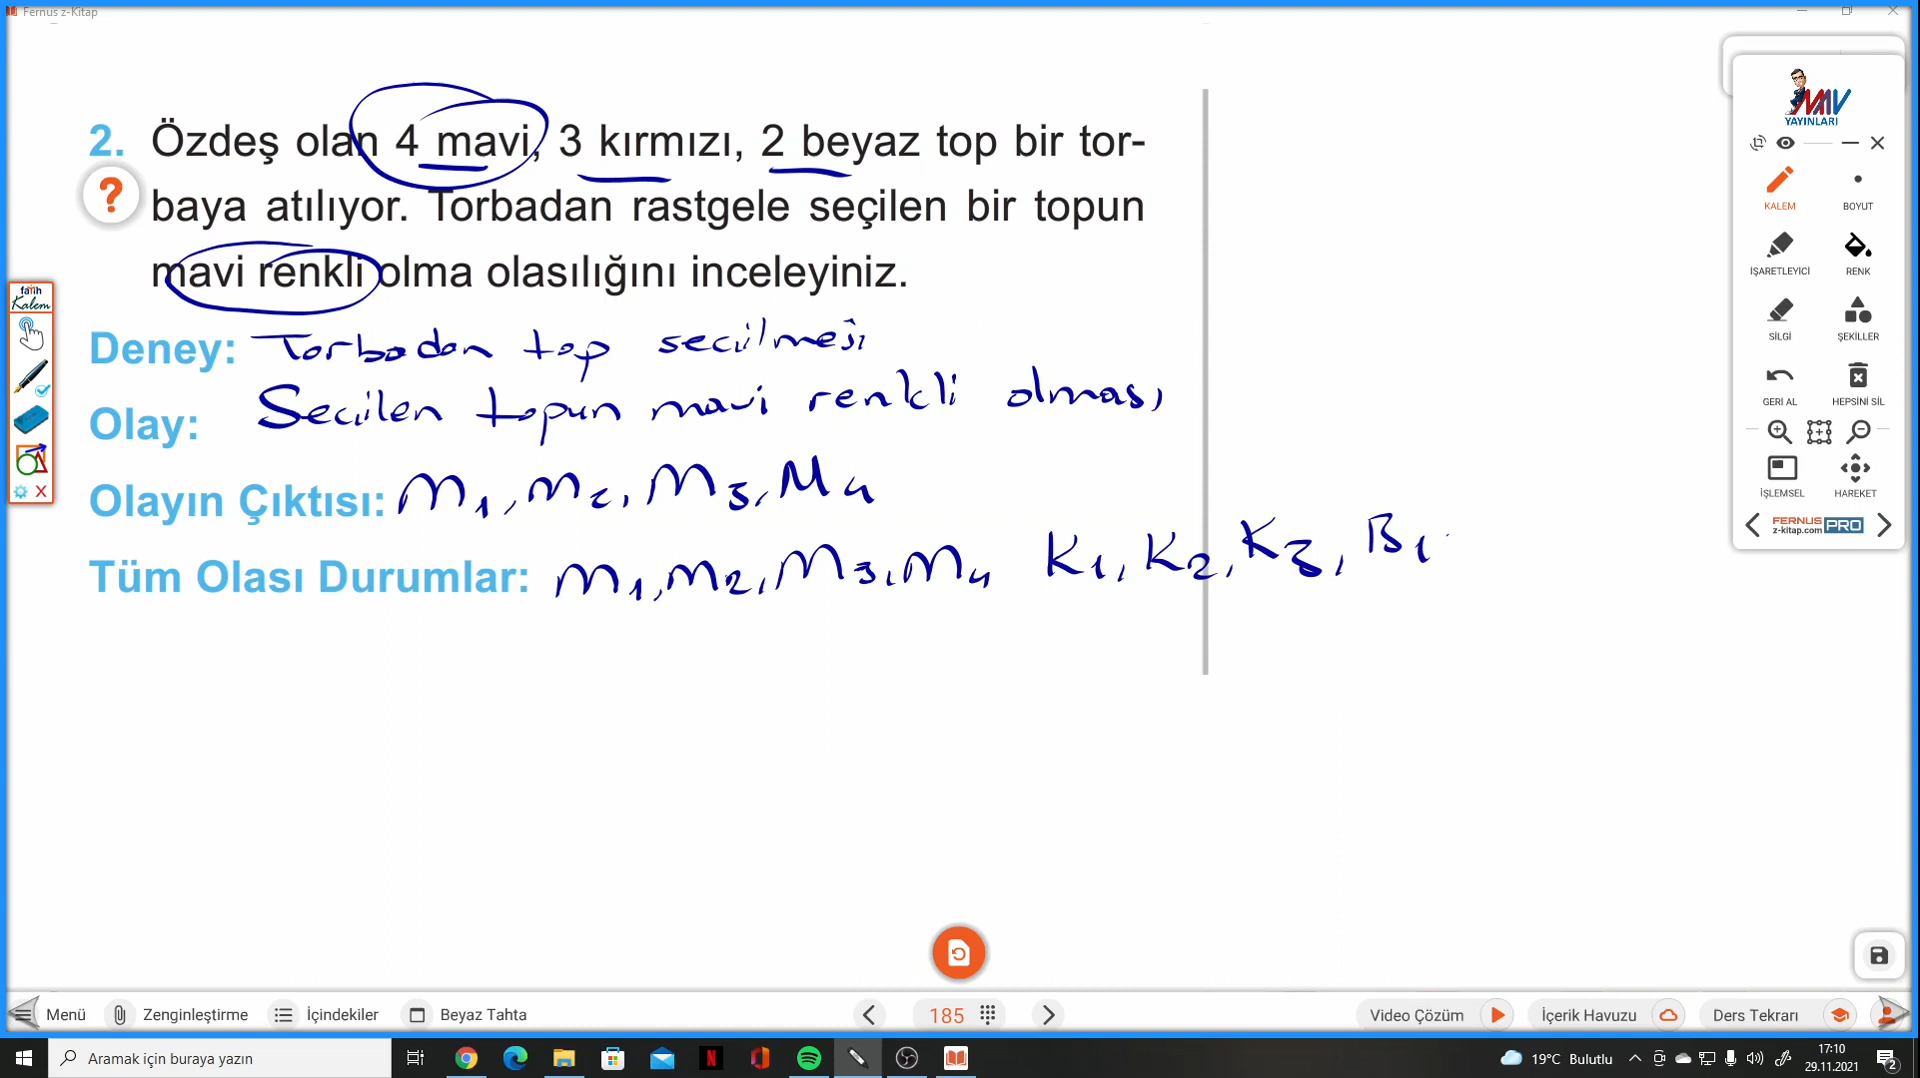 Fernus z-Kitap
2. Özdeş olan 4 mavi, 3 kırmızı, 2 beyaz top bir tor-
baya atılıyor. Torbadan rastgele seçilen bir topun
mavi renkli olma olasılığını inceleyiniz.
?
Deney: Torbadan top seçilmesi
Olay: Seçilen topun mavi renkli olması
Olayın Çıktısı: M1, M2, M3, M4
Tüm Olası Durumlar: M1, M2, M3, M4 K1, K2, K3, B1
fatih
Kalem
X
MAV
YAYINLARI
KALEM
BOYUT
İŞARETLEYİCİ
RENK
SİLGİ
ŞEKİLLER
GERİ AL
HEPSİNİ SİL
İŞLEMSEL
HAREKET
FERNUS
z-kitap.com PRO
Menü
Zenginleştirme
İçindekiler
Beyaz Tahta
185
Video Çözüm
İçerik Havuzu
Ders Tekrarı
Aramak için buraya yazın
N
19°C Bulutlu
17:10
29.11.2021
2